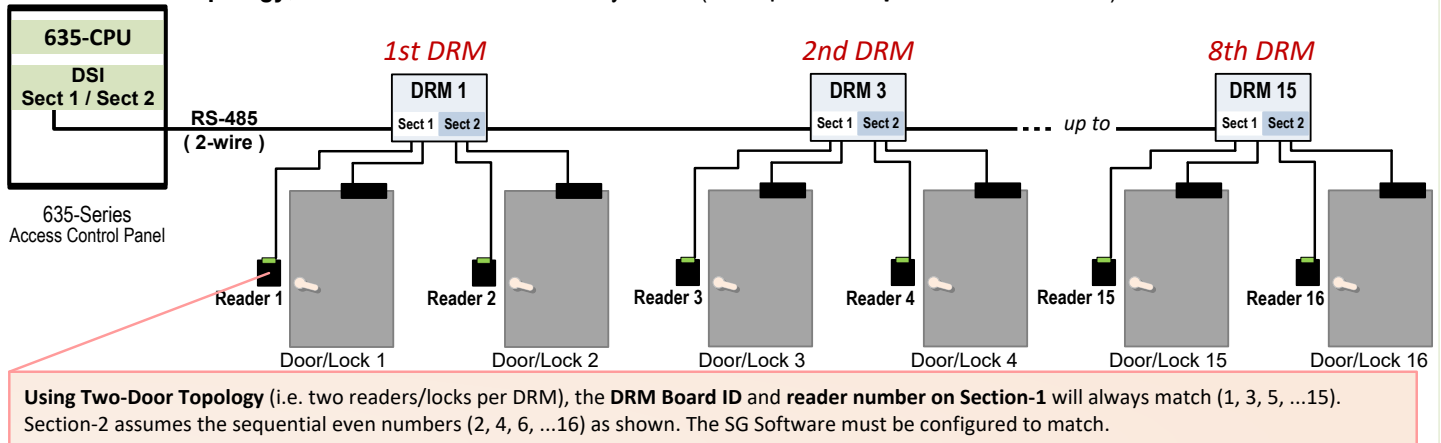 635-CPU
DSI
Sect 1 / Sect 2
RS-485
( 2-wire )
635-Series
Access Control Panel
1st DRM
2nd DRM
8th DRM
DRM 1
Sect 1 Sect 2
DRM 3
Sect 1 Sect 2
.... up to
DRM 15
Sect 1 Sect 2
Reader 1
Reader 2
Reader 3
Reader 4
Reader 15
Reader 16
Door/Lock 1
Door/Lock 2
Door/Lock 3
Door/Lock 4
Door/Lock 15
Door/Lock 16
Using Two-Door Topology (i.e. two readers/locks per DRM), the DRM Board ID and reader number on Section-1 will always match (1, 3, 5, ...15).
Section-2 assumes the sequential even numbers (2, 4, 6, ...16) as shown. The SG Software must be configured to match.